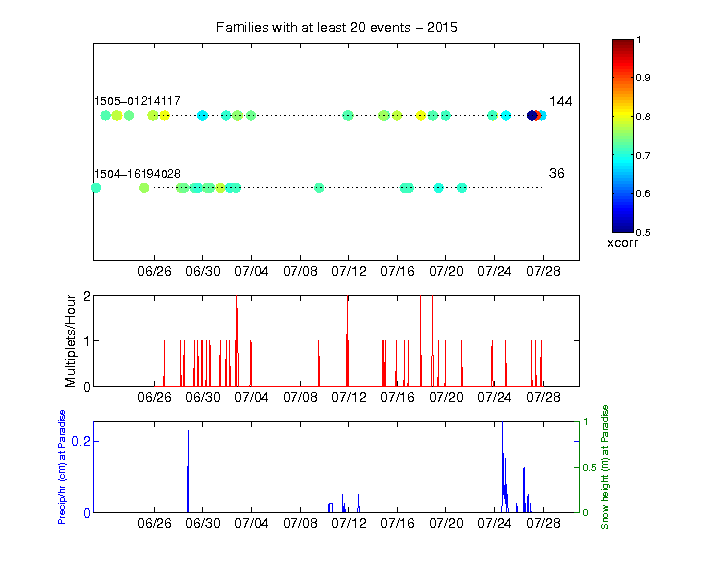 Families with at least 20 events – 2015
1505–01214117
144
1504–16194028
36
06/26 06/30 07/04 07/08 07/12 07/16 07/20 07/24 07/28
1
0.9
0.8
0.7
0.6
0.5
xcorr
Multiplets/Hour
2
1
0
06/26 06/30 07/04 07/08 07/12 07/16 07/20 07/24 07/28
Precip/hr (cm) at Paradise
0.2
0
1
0.5
0
Snow height (m) at Paradise
06/26 06/30 07/04 07/08 07/12 07/16 07/20 07/24 07/28